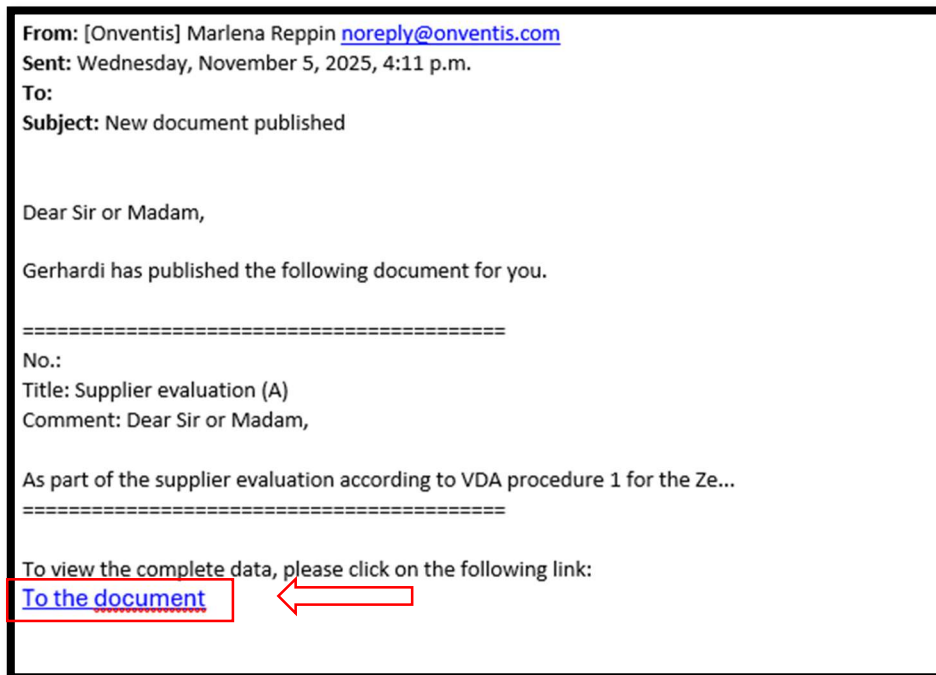 From: [Onventis] Marlena Reppin noreply@onventis.com
Sent: Wednesday, November 5, 2025, 4:11 p.m.
To:
Subject: New document published
Dear Sir or Madam,
Gerhardi has published the following document for you.
==========================================
No.:
Title: Supplier evaluation (A)
Comment: Dear Sir or Madam,
As part of the supplier evaluation according to VDA procedure 1 for the Ze...
==========================================
To view the complete data, please click on the following link:
To the document